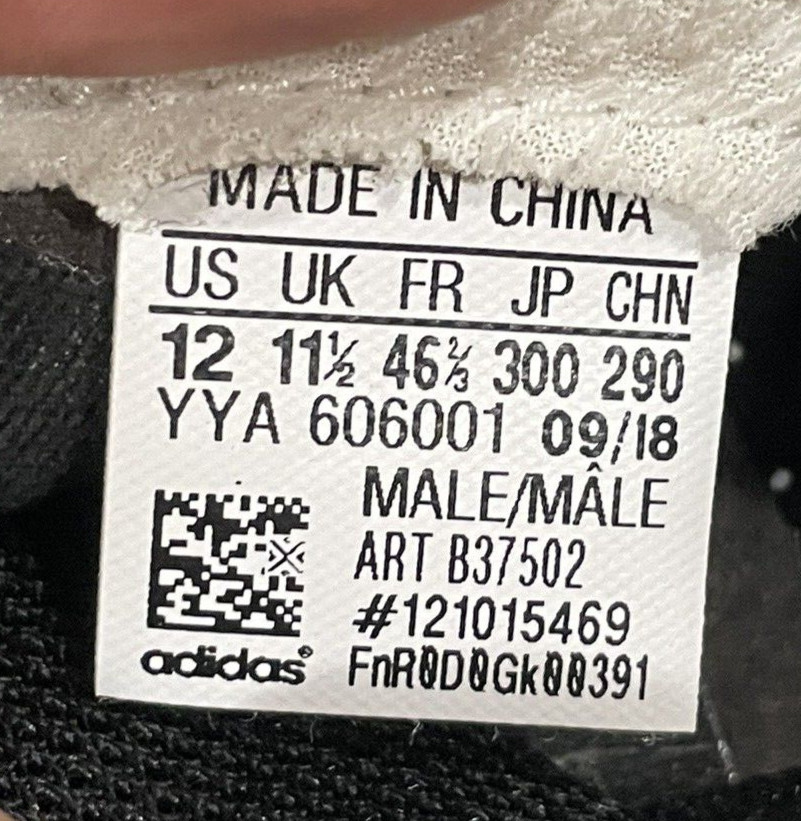 MADE IN CHINA
US UK FR JP CHN
12 11½ 46⅔ 300 290
YYA 606001 09/18
MALE/MÂLE
ART B37502
#121015469
adidas® FnR0D0Gk00391